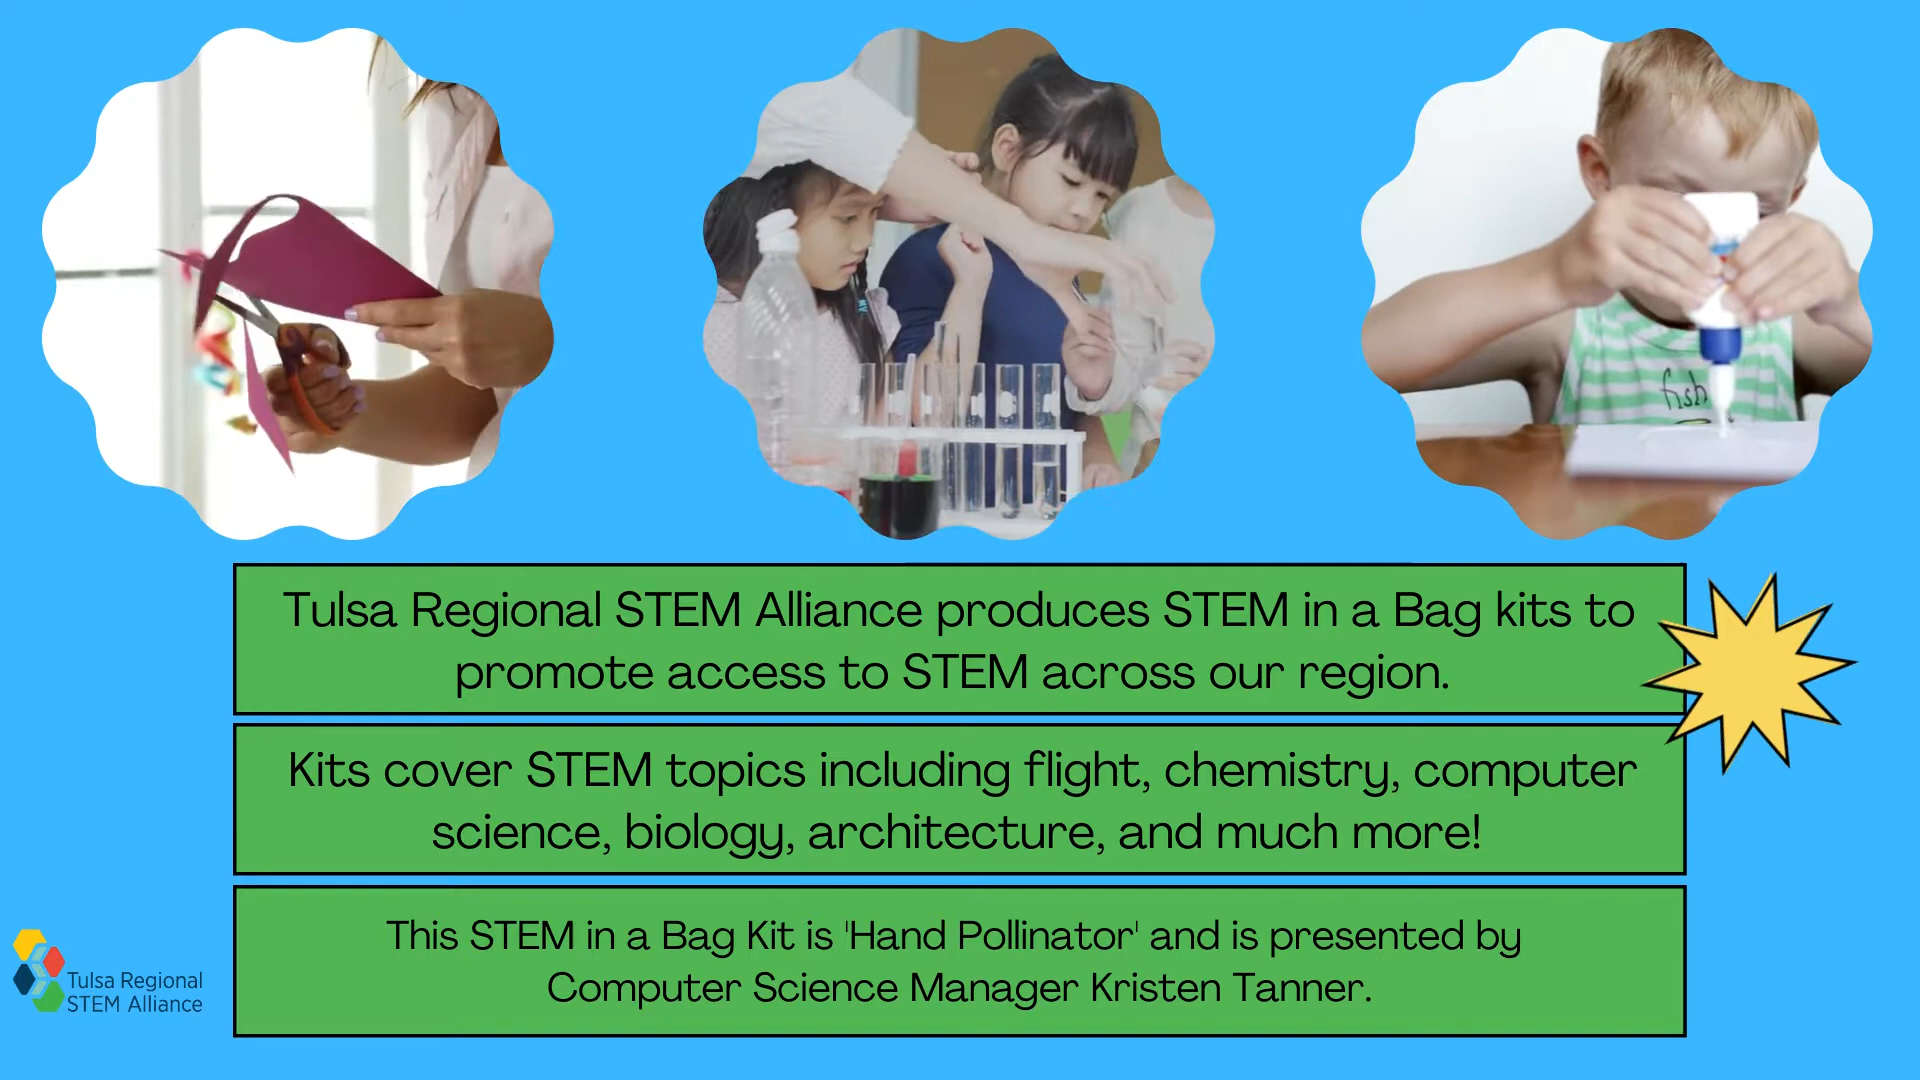 fish
Tulsa Regional STEM Alliance produces STEM in a Bag kits to
promote access to STEM across our region.
Kits cover STEM topics including flight, chemistry, computer
science, biology, architecture, and much more!
This STEM in a Bag Kit is 'Hand Pollinator' and is presented by
Computer Science Manager Kristen Tanner.
Tulsa Regional
STEM Alliance